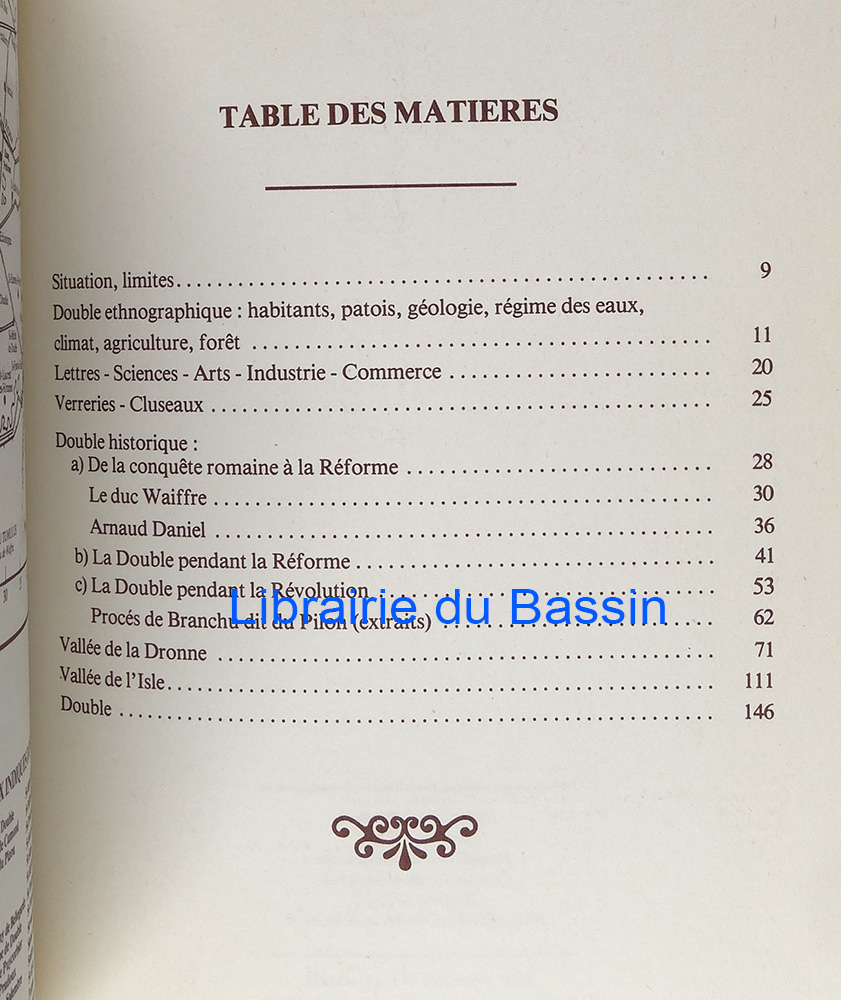 TABLE DES MATIERES
Situation, limites 9
Double ethnographique : habitants, patois, géologie, régime des eaux,
climat, agriculture, forêt 11
Lettres - Sciences - Arts - Industrie - Commerce 20
Verreries - Cluseaux 25
Double historique :
a) De la conquête romaine à la Réforme 28
Le duc Waiffre 30
Arnaud Daniel 36
b) La Double pendant la Réforme 41
c) La Double pendant la Révolution 53
Procés de Branchu dit du Pilon (extraits) 62
Librairie du Bassin
Vallée de la Dronne 71
Vallée de l'Isle 111
Double 146